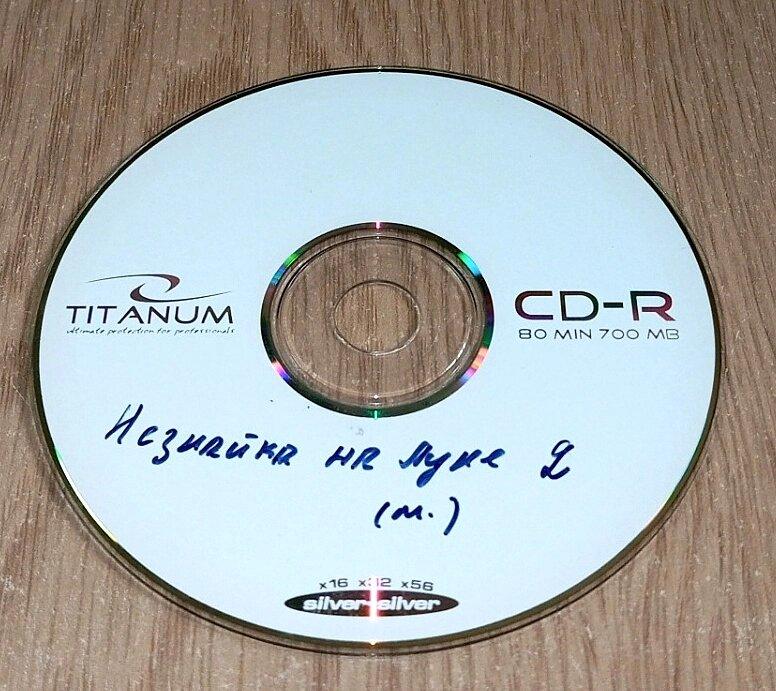 TITANUM
ultimate protection for professionals
CD-R
80 MIN 700 MB
Незнайка на Луне 2
(м.)
x16 x32 x56
silver-silver